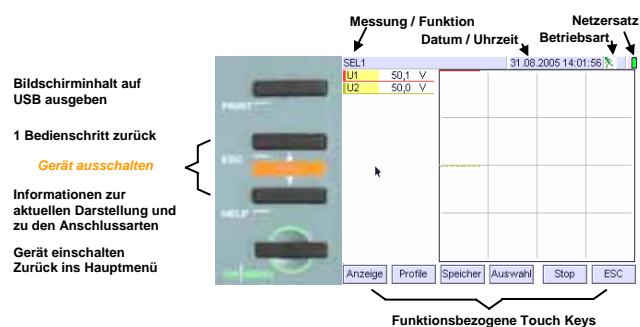 Messung / Funktion
Netzersatz
Datum / Uhrzeit
Betriebsart
SEL1
31.08.2005 14:01:56
U1 50,1 V
U2 50,0 V
Bildschirminhalt auf
USB ausgeben
PRINT
1 Bedienschritt zurück
ESC
Gerät ausschalten
Informationen zur
aktuellen Darstellung und
zu den Anschlussarten
HELP
Gerät einschalten
Zurück ins Hauptmenü
Anzeige
Profile
Speicher
Auswahl
Stop
ESC
Funktionsbezogene Touch Keys